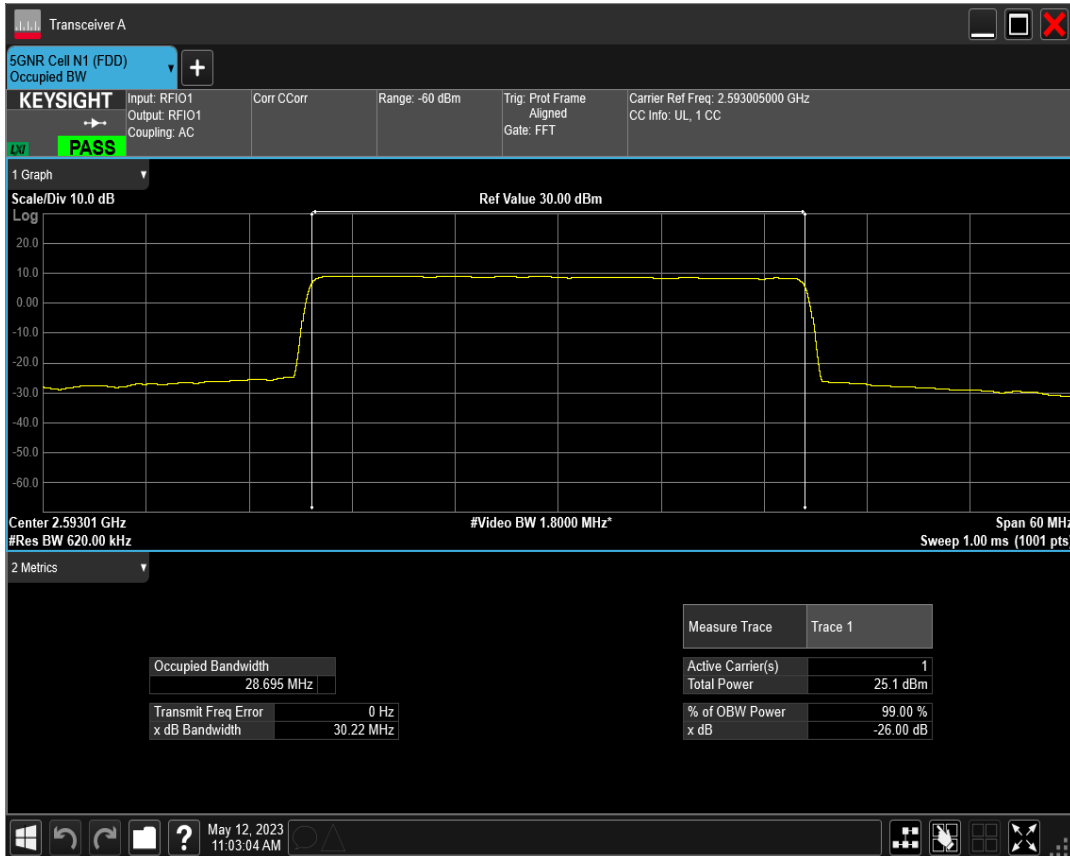 Transceiver A
5GNR Cell N1 (FDD)
Occupied BW
+
KEYSIGHT
LXI
PASS
Input: RFIO1
Output: RFIO1
Coupling: AC
Corr CCorr
Range: -60 dBm
Trig: Prot Frame
Aligned
Gate: FFT
Carrier Ref Freq: 2.593005000 GHz
CC Info: UL, 1 CC
1 Graph
Scale/Div 10.0 dB
Ref Value 30.00 dBm
Log
20.0
10.0
0.00
-10.0
-20.0
-30.0
-40.0
-50.0
-60.0
Center 2.59301 GHz
#Video BW 1.8000 MHz*
Span 60 MHz
#Res BW 620.00 kHz
Sweep 1.00 ms (1001 pts)
2 Metrics
Measure Trace Trace 1
Occupied Bandwidth
28.695 MHz
Active Carrier(s) 1
Total Power 25.1 dBm
Transmit Freq Error 0 Hz
x dB Bandwidth 30.22 MHz
% of OBW Power 99.00 %
x dB -26.00 dB
?
May 12, 2023
11:03:04 AM